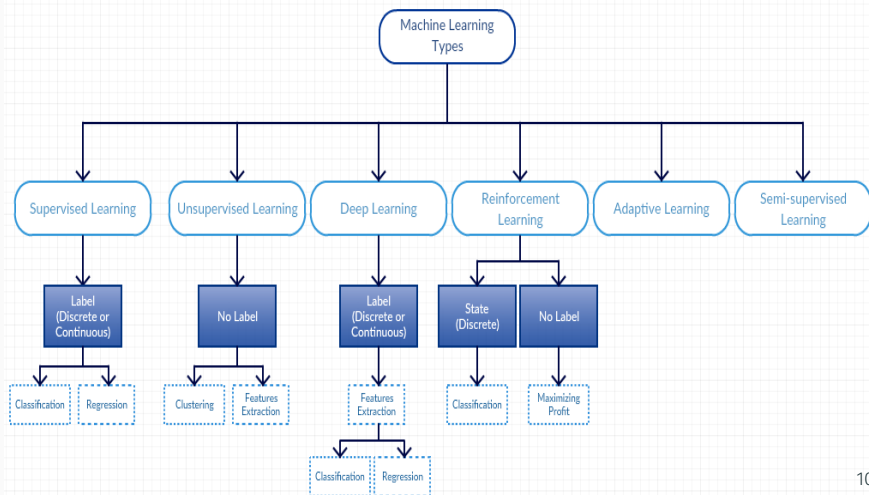 Machine Learning
Types
Supervised Learning
Unsupervised Learning
Deep Learning
Reinforcement
Learning
Adaptive Learning
Semi-supervised
Learning
Label
(Discrete or
Continuous)
No Label
Label
(Discrete or
Continuous)
State
(Discrete)
No Label
Classification
Regression
Clustering
Features
Extraction
Features
Extraction
Classification
Maximizing
Profit
Classification
Regression
10